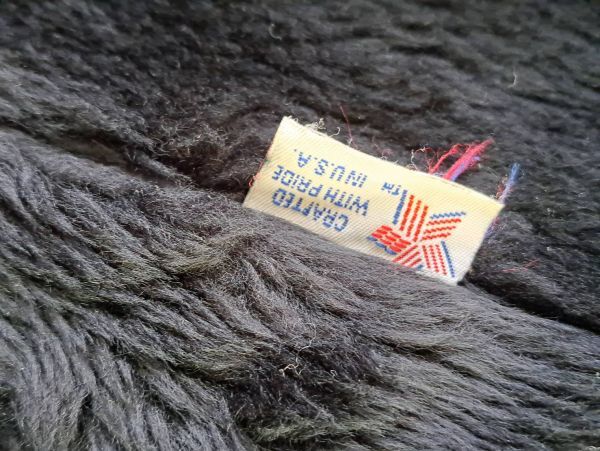 CRAFTED
WITH PRIDE
IN U.S.A.